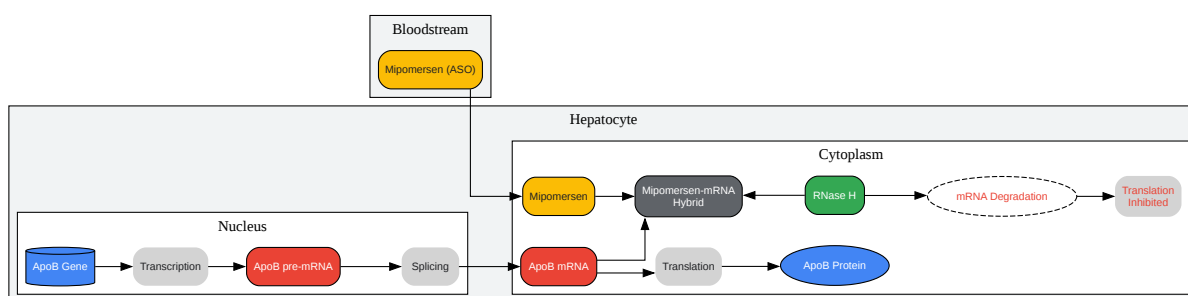 Bloodstream
Mipomersen (ASO)
Hepatocyte
Cytoplasm
Mipomersen
Mipomersen-mRNA
Hybrid
RNase H
mRNA Degradation
Translation
Inhibited
Nucleus
ApoB Gene
Transcription
ApoB pre-mRNA
Splicing
ApoB mRNA
Translation
ApoB Protein